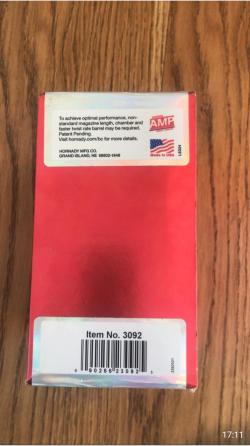 To achieve optimal performance, non-
standard magazine length, chamber and
faster twist rate barrel may be required.
Patent Pending.
Visit hornady.com/bc for more details.
HORNADY MFG CO.
GRAND ISLAND, NE 68802-1848
AMP
Made in USA
Item No. 3092
17:11